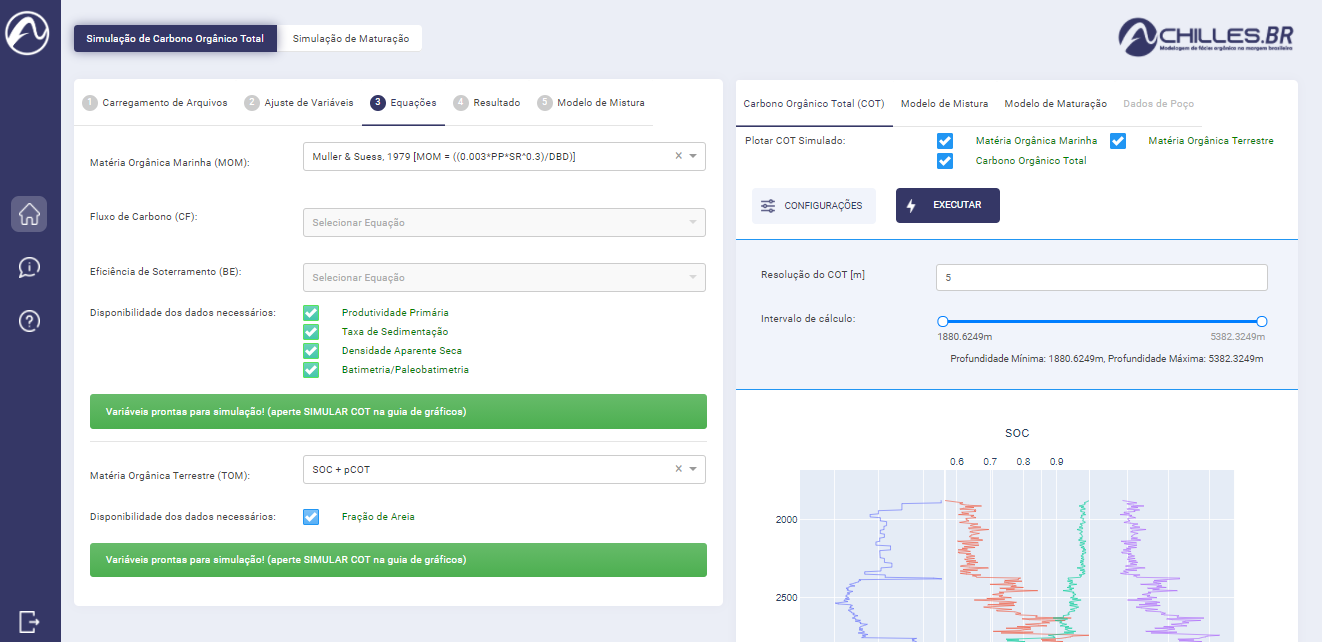 Simulação de Carbono Orgânico Total
Simulação de Maturação
ACHILLES.BR
Modelagem de fácies orgânica na margem brasileira
1 Carregamento de Arquivos
2 Ajuste de Variáveis
3 Equações
4 Resultado
5 Modelo de Mistura
Matéria Orgânica Marinha (MOM):
Muller & Suess, 1979 [MOM = ((0.003*PP*SR^0.3)/DBD)]
Fluxo de Carbono (CF):
Selecionar Equação
Eficiência de Soterramento (BE):
Selecionar Equação
Disponibilidade dos dados necessários:
Produtividade Primária
Taxa de Sedimentação
Densidade Aparente Seca
Batimetria/Paleobatimetria
Variáveis prontas para simulação! (aperte SIMULAR COT na guia de gráficos)
Matéria Orgânica Terrestre (TOM):
SOC + pCOT
Disponibilidade dos dados necessários:
Fração de Areia
Variáveis prontas para simulação! (aperte SIMULAR COT na guia de gráficos)
Carbono Orgânico Total (COT)
Modelo de Mistura
Modelo de Maturação
Dados de Poço
Plotar COT Simulado:
Matéria Orgânica Marinha
Matéria Orgânica Terrestre
Carbono Orgânico Total
CONFIGURAÇÕES
EXECUTAR
Resolução do COT [m]
5
Intervalo de cálculo:
1880.6249m
5382.3249m
Profundidade Mínima: 1880.6249m, Profundidade Máxima: 5382.3249m
SOC
0.6 0.7 0.8 0.9
2000
2500